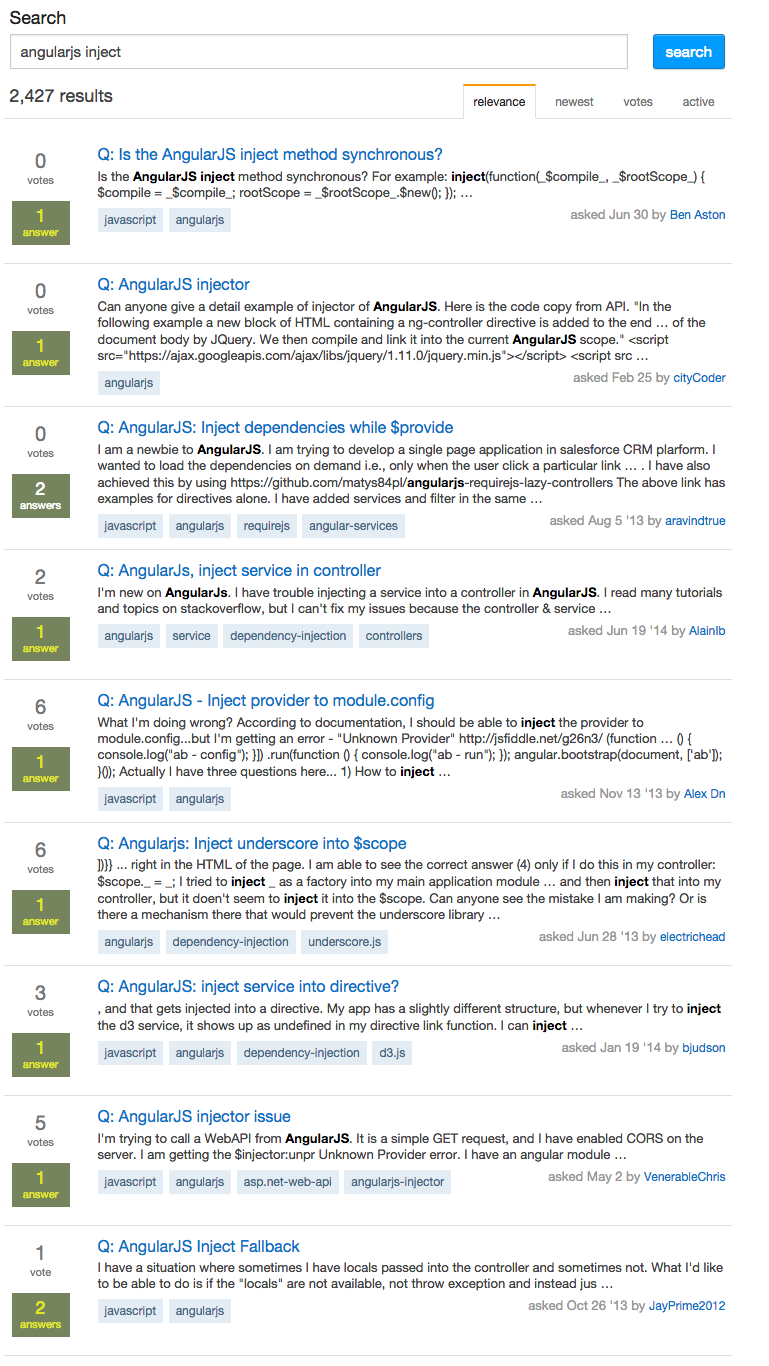 Search
angularjs inject
search
2,427 results
relevance
newest
votes
active
0
votes
1
answer
Q: Is the AngularJS inject method synchronous?
Is the AngularJS inject method synchronous? For example: inject(function(_$compile_, _$rootScope_) {
$compile = _$compile_; rootScope = _$rootScope_.$new(); }); ...
javascript angularjs
asked Jun 30 by Ben Aston
0
votes
1
answer
Q: AngularJS injector
Can anyone give a detail example of injector of AngularJS. Here is the code copy from API. "In the
following example a new block of HTML containing a ng-controller directive is added to the end ... of the
document body by JQuery. We then compile and link it into the current AngularJS scope." <script
src="https://ajax.googleapis.com/ajax/libs/jquery/1.11.0/jquery.min.js"></script> <script src ...
angularjs
asked Feb 25 by cityCoder
0
votes
2
answers
Q: AngularJS: Inject dependencies while $provide
I am a newbie to AngularJS. I am trying to develop a single page application in salesforce CRM plarform. I
wanted to load the dependencies on demand i.e., only when the user click a particular link ... . I have also
achieved this by using https://github.com/matys84pl/angularjs-requirejs-lazy-controllers The above link has
examples for directives alone. I have added services and filter in the same ...
javascript angularjs requirejs angular-services
asked Aug 5 '13 by aravindtrue
2
votes
1
answer
Q: AngularJs, inject service in controller
I'm new on AngularJs. I have trouble injecting a service into a controller in AngularJS. I read many tutorials
and topics on stackoverflow, but I can't fix my issues because the controller & service ...
angularjs service dependency-injection controllers
asked Jun 19 '14 by AlainIb
6
votes
1
answer
Q: AngularJS - Inject provider to module.config
What I'm doing wrong? According to documentation, I should be able to inject the provider to
module.config...but I'm getting an error - "Unknown Provider" http://jsfiddle.net/g26n3/ (function ... () {
console.log("ab - config"); }]) .run(function () { console.log("ab - run"); }); angular.bootstrap(document, ['ab']);
}()); Actually I have three questions here... 1) How to inject ...
javascript angularjs
asked Nov 13 '13 by Alex Dn
6
votes
1
answer
Q: Angularjs: Inject underscore into $scope
])}} ... right in the HTML of the page. I am able to see the correct answer (4) only if I do this in my controller:
$scope._ = _; I tried to inject _ as a factory into my main application module ... and then inject that into my
controller, but it doen't seem to inject it into the $scope. Can anyone see the mistake I am making? Or is
there a mechanism there that would prevent the underscore library ...
angularjs dependency-injection underscore.js
asked Jun 28 '13 by electrichead
3
votes
1
answer
Q: AngularJS: inject service into directive?
, and that gets injected into a directive. My app has a slightly different structure, but whenever I try to inject
the d3 service, it shows up as undefined in my directive link function. I can inject ...
javascript angularjs dependency-injection d3.js
asked Jan 19 '14 by bjudson
5
votes
1
answer
Q: AngularJS injector issue
I'm trying to call a WebAPI from AngularJS. It is a simple GET request, and I have enabled CORS on the
server. I am getting the $injector:unpr Unknown Provider error. I have an angular module ...
javascript angularjs asp.net-web-api angularjs-injector
asked May 2 by VenerableChris
1
vote
2
answers
Q: AngularJS Inject Fallback
I have a situation where sometimes I have locals passed into the controller and sometimes not. What I'd like
to be able to do is if the "locals" are not available, not throw exception and instead jus ...
javascript angularjs
asked Oct 26 '13 by JayPrime2012